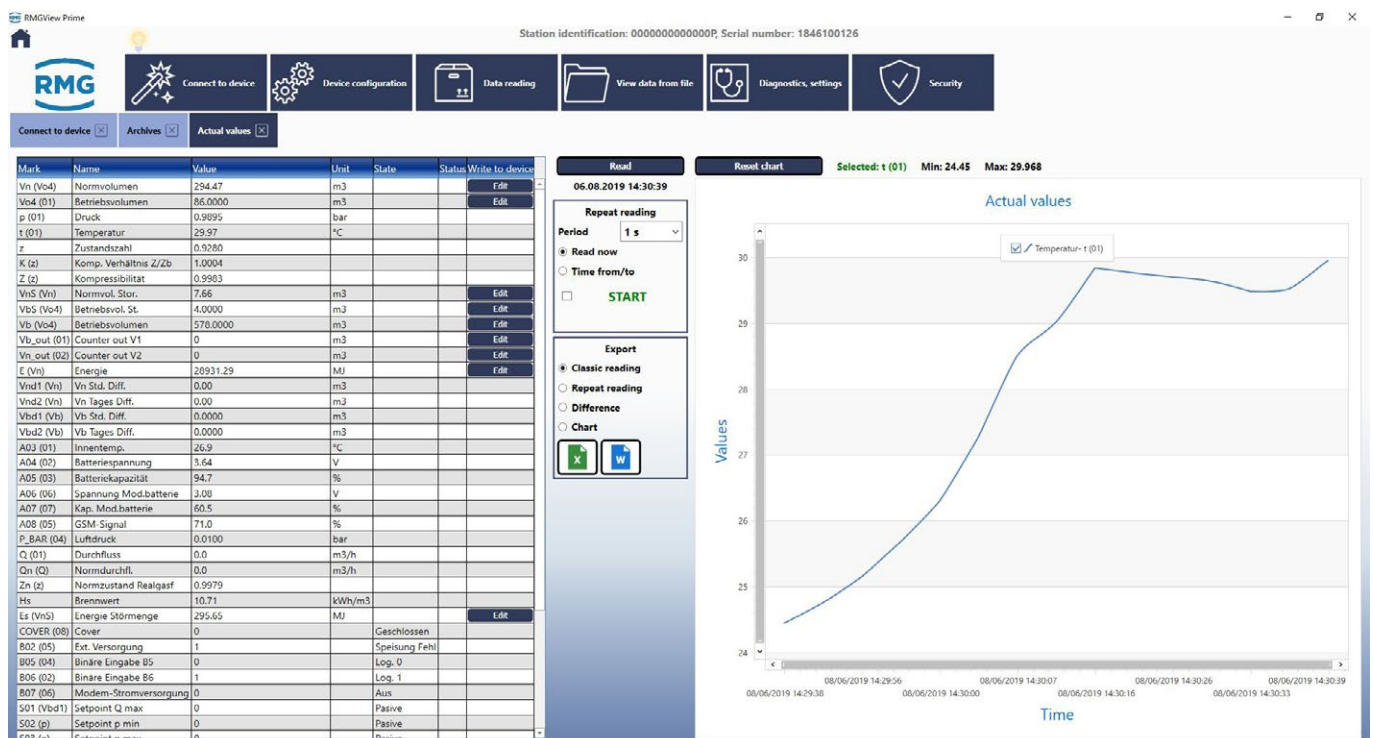 RMGView Prime
Station identification: 0000000000000P, Serial number: 1846100126
RMG
Connect to device
Device configuration
Data reading
View data from file
Diagnostics, settings
Security
Connect to device
Archives
Actual values
Mark Name Value Unit State Status Write to device
Vn (Vo4) Normvolumen 294.47 m3 Edit
Vo4 (01) Betriebsvolumen 86.0000 m3 Edit
p (01) Druck 0.9895 bar
t (01) Temperatur 29.97 °C
z Zustandszahl 0.9280
K (z) Komp. Verhältnis Z/Zb 1.0004
Z (z) Kompressibilität 0.9983
VnS (Vn) Normvol. Stor. 7.66 m3 Edit
VbS (Vo4) Betriebsvol. St. 4.0000 m3 Edit
Vb (Vo4) Betriebsvolumen 578.0000 m3 Edit
Vb_out (01) Counter out V1 0 m3 Edit
Vn_out (02) Counter out V2 0 m3 Edit
E (Vn) Energie 28931.29 MJ Edit
Vnd1 (Vn) Vn Std. Diff. 0.00 m3
Vnd2 (Vn) Vn Tages Diff. 0.00 m3
Vbd1 (Vb) Vb Std. Diff. 0.0000 m3
Vbd2 (Vb) Vb Tages Diff. 0.0000 m3
A03 (01) Innentemp. 26.9 °C
A04 (02) Batteriespannung 3.64 V
A05 (03) Batteriekapazität 94.7 %
A06 (06) Spannung Mod.batterie 3.08 V
A07 (07) Kap. Mod.batterie 60.5 %
A08 (05) GSM-Signal 71.0 %
P_BAR (04) Luftdruck 0.0100 bar
Q (01) Durchfluss 0.0 m3/h
Qn (Q) Normdurchfl. 0.0 m3/h
Zn (z) Normzustand Realgasf 0.9979
Hs Brennwert 10.71 kWh/m3
Es (VnS) Energie Störmenge 295.65 MJ Edit
COVER (08) Cover 0 Geschlossen
B02 (05) Ext. Versorgung 1 Speisung Fehl
B05 (04) Binäre Eingabe B5 0 Log. 0
B06 (02) Binäre Eingabe B6 1 Log. 1
B07 (06) Modem-Stromversorgung 0 Aus
S01 (Vbd1) Setpoint Q max 0 Pasive
S02 (p) Setpoint p min 0 Pasive
Read
06.08.2019 14:30:39
Repeat reading
Period 1 s
Read now
Time from/to
START
Export
Classic reading
Repeat reading
Difference
Chart
X W
Reset chart
Selected: t (01) Min: 24.45 Max: 29.968
Actual values
Temperatur- t (01)
30
29
28
27
26
25
24
Values
08/06/2019 14:29:56 08/06/2019 14:30:07 08/06/2019 14:30:26 08/06/2019 14:30:39
08/06/2019 14:29:38 08/06/2019 14:30:00 08/06/2019 14:30:16 08/06/2019 14:30:33
Time